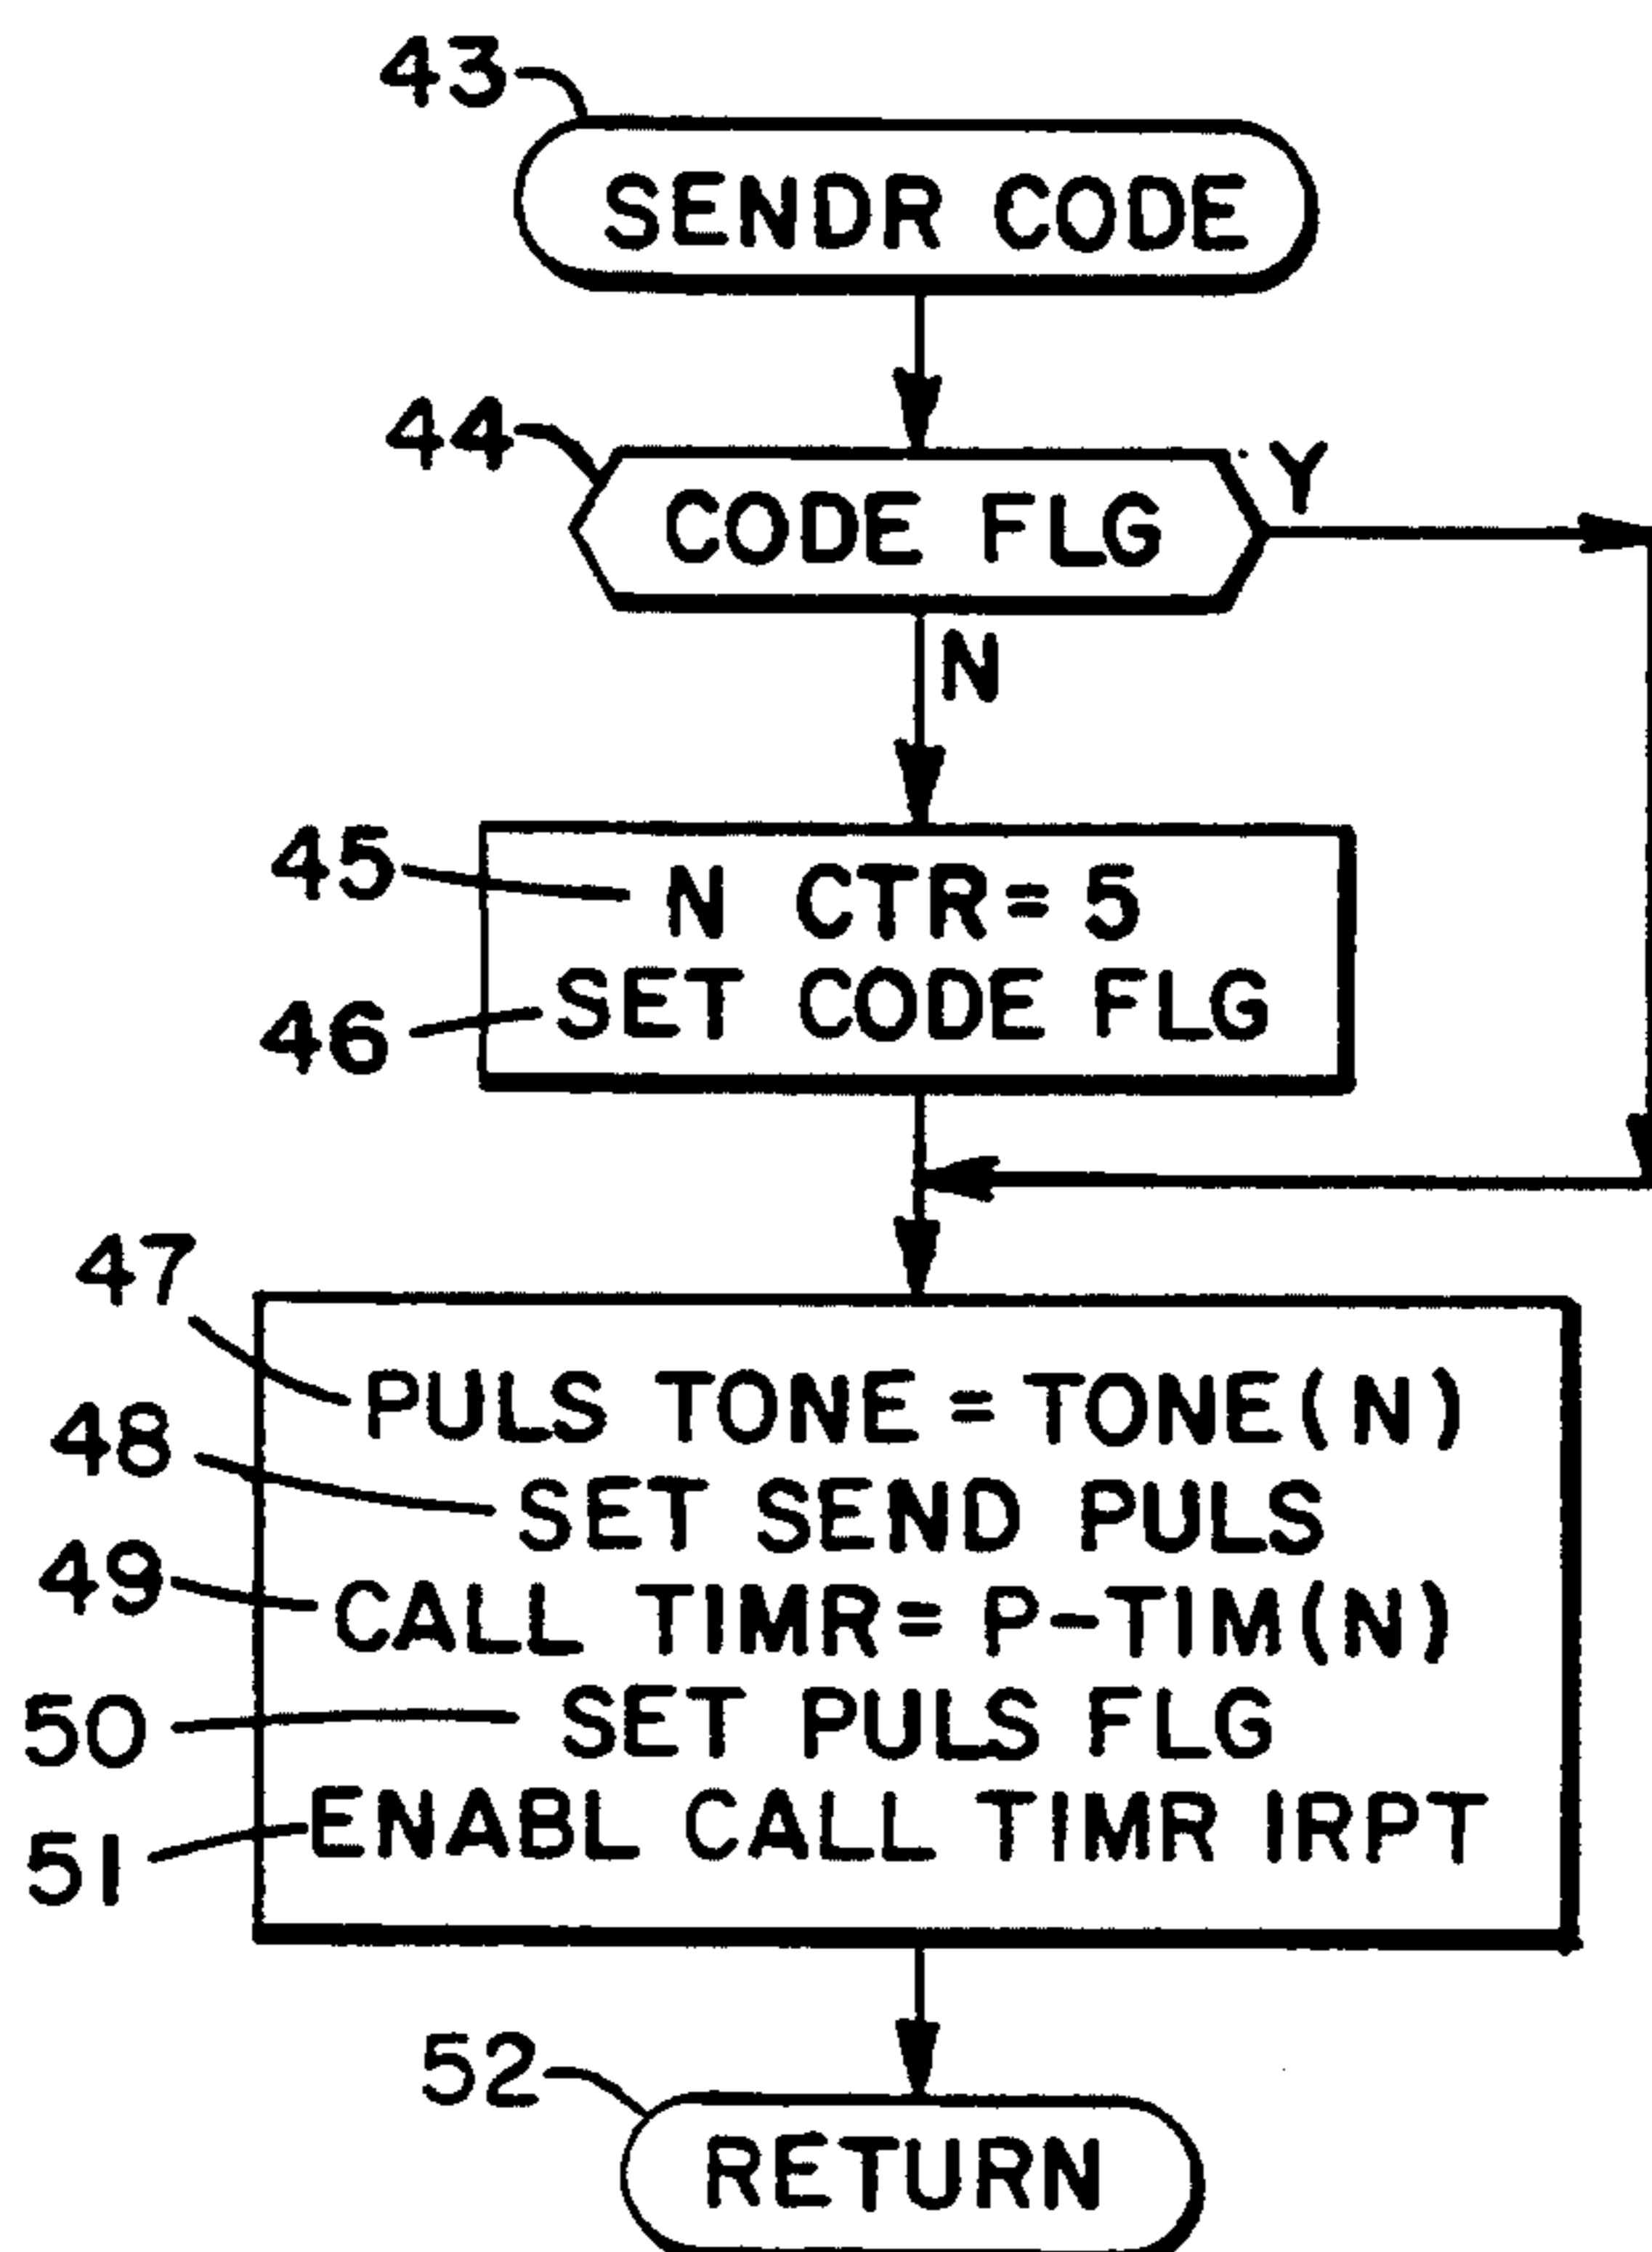 43
SENDR CODE
44
CODE FLG
Y
N
45
N CTR= 5
46
SET CODE FLG
47
PULS TONE = TONE(N)
48
SET SEND PULS
49
CALL TIMR= P-TIM(N)
50
SET PULS FLG
51
ENABL CALL TIMR IRPT
52
RETURN